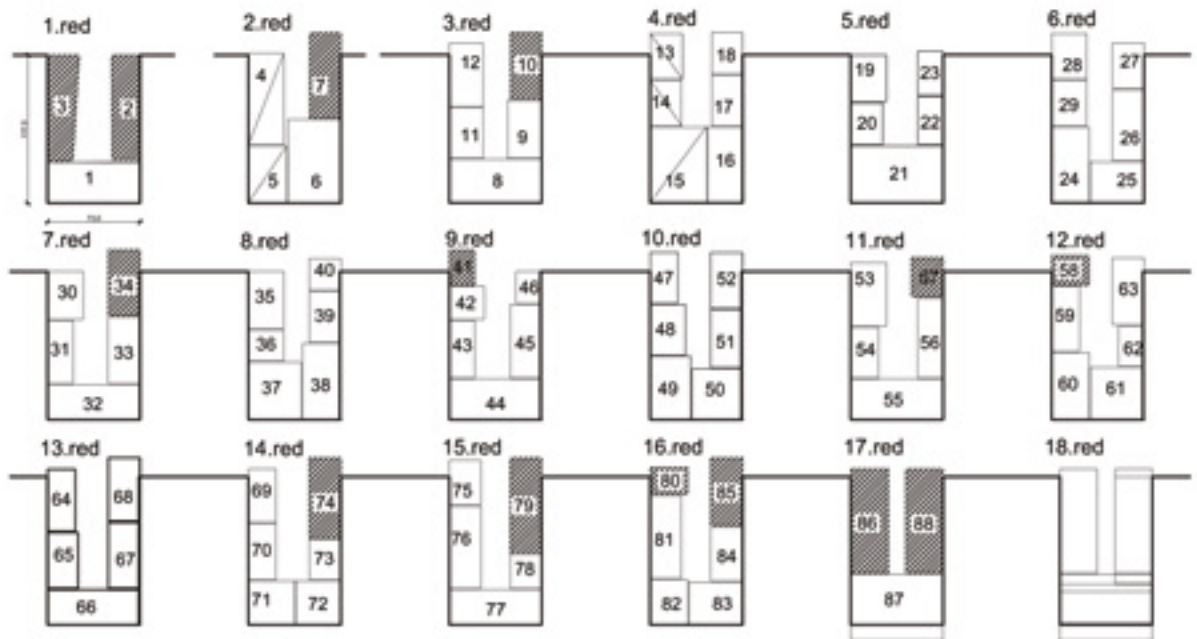 1.red 2.red 3.red 4.red 5.red 6.red
3 2 1
4 7 5 6
12 10 11 9 8
13 18 14 17 15 16
19 23 20 22 21
28 27 29 26 24 25
7.red 8.red 9.red 10.red 11.red 12.red
30 34 31 33 32
35 40 36 39 37 38
41 42 46 43 45 44
47 52 48 51 49 50
53 54 56 55
58 63 59 62 60 61
13.red 14.red 15.red 16.red 17.red 18.red
64 68 65 67 66
69 74 70 73 71 72
75 79 76 78 77
80 85 81 84 82 83
86 88 87